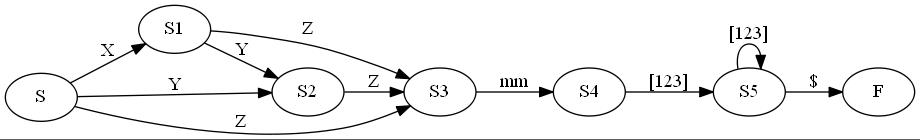 S
X
Y
Z
S1
Y
Z
S2
Z
S3
mm
S4
[123]
[123]
S5
$
F